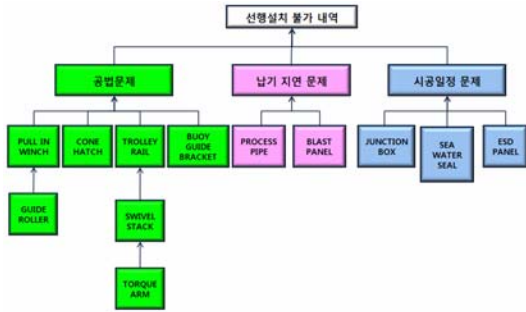 선행설치 불가 내역
공법문제
납기 지연 문제
시공일정 문제
PULL IN
WINCH
CONE
HATCH
TROLLEY
RAIL
BUOY
GUIDE
BRACKET
PROCESS
PIPE
BLAST
PANEL
JUNCTION
BOX
SEA
WATER
SEAL
ESD
PANEL
GUIDE
ROLLER
SWIVEL
STACK
TORQUE
ARM